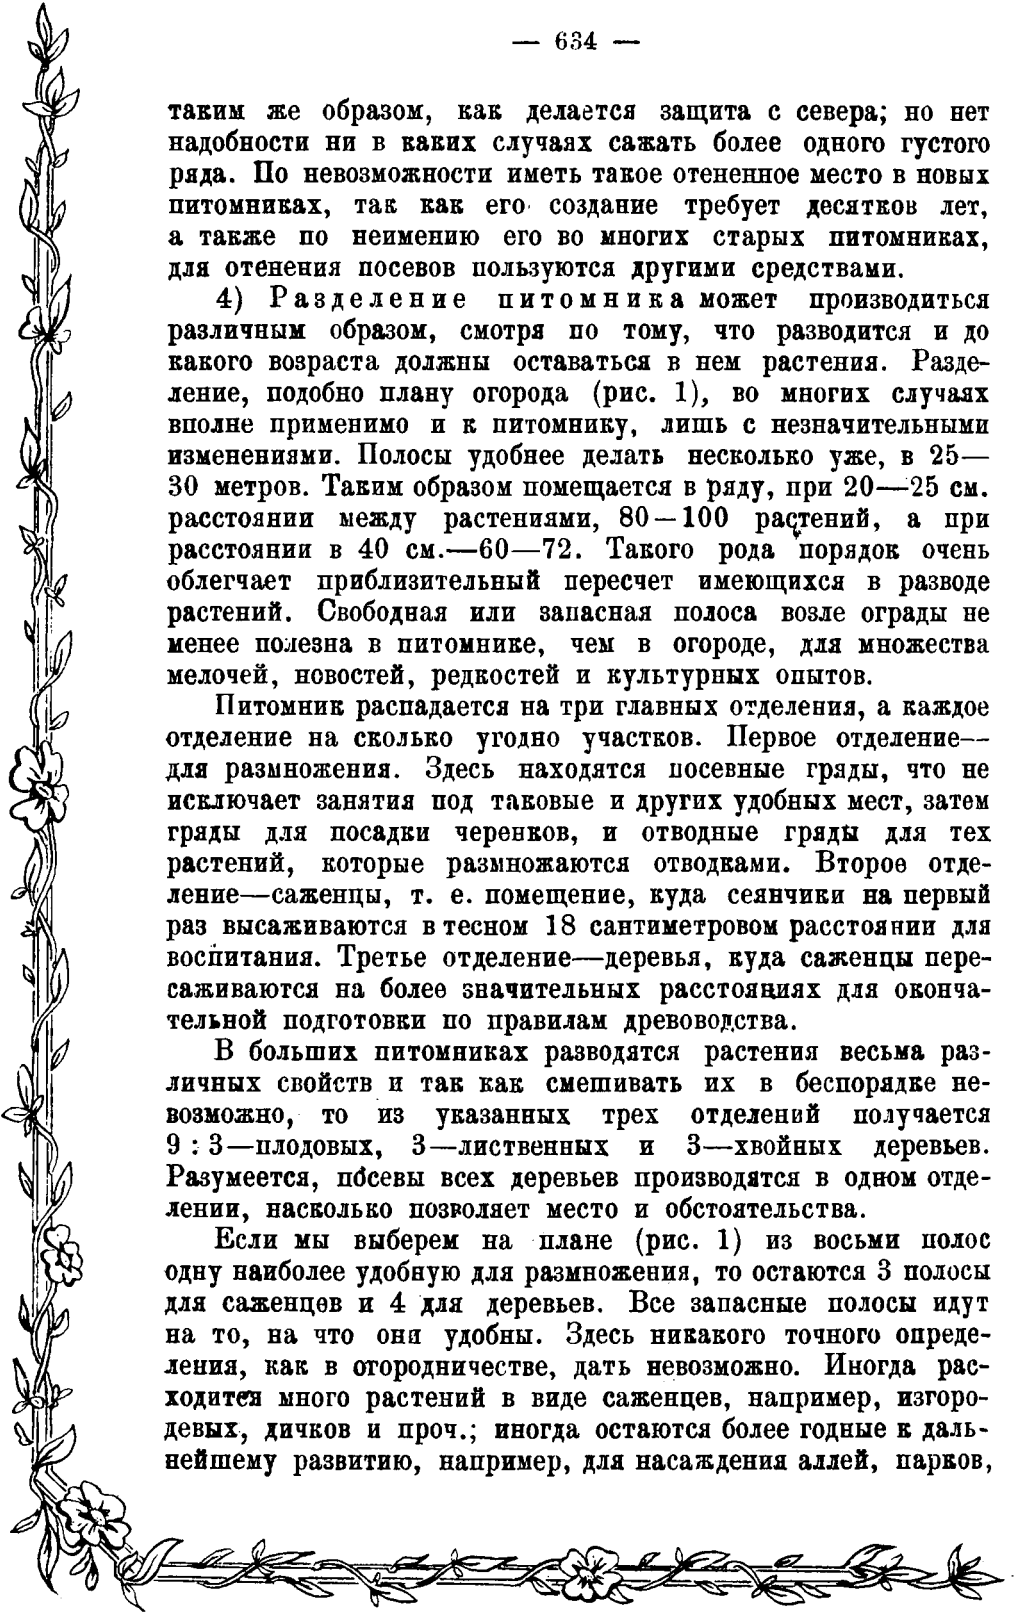 — 634 —
таким же образом, как делается защита с севера; но нет
надобности ни в каких случаях сажать более одного густого
ряда. По невозможности иметь такое отененное место в новых
питомниках, так как его создание требует десятков лет,
а также по неимению его во многих старых питомниках,
для отенения посевов пользуются другими средствами.
4) Разделение питомника может производиться
различным образом, смотря по тому, что разводится и до
какого возраста должны оставаться в нем растения. Разде-
ление, подобно плану огорода (рис. 1), во многих случаях
вполне применимо и к питомнику, лишь с незначительными
изменениями. Полосы удобнее делать несколько уже, в 25—
30 метров. Таким образом помещается в ряду, при 20—25 см.
расстоянии между растениями, 80—100 растений, а при
расстоянии в 40 см.—60—72. Такого рода порядок очень
облегчает приблизительный пересчет имеющихся в разводе
растений. Свободная или запасная полоса возле ограды не
менее полезна в питомнике, чем в огороде, для множества
мелочей, новостей, редкостей и культурных опытов.
Питомник распадается на три главных отделения, а каждое
отделение на сколько угодно участков. Первое отделение—
для размножения. Здесь находятся посевные гряды, что не
исключает занятия под таковые и других удобных мест, затем
гряды для посадки черенков, и отводные гряды для тех
растений, которые размножаются отводками. Второе отде-
ление—саженцы, т. е. помещение, куда сеянчики на первый
раз высаживаются в тесном 18 сантиметровом расстоянии для
воспитания. Третье отделение—деревья, куда саженцы пере-
саживаются на более значительных расстояниях для оконча-
тельной подготовки по правилам древоводства.
В больших питомниках разводятся растения весьма раз-
личных свойств и так как смешивать их в беспорядке не-
возможно, то из указанных трех отделений получается
9 : 3—плодовых, 3—лиственных и 3—хвойных деревьев.
Разумеется, посевы всех деревьев производятся в одном отде-
лении, насколько позволяет место и обстоятельства.
Если мы выберем на плане (рис. 1) из восьми полос
одну наиболее удобную для размножения, то остаются 3 полосы
для саженцев и 4 для деревьев. Все запасные полосы идут
на то, на что они удобны. Здесь никакого точного опреде-
ления, как в огородничестве, дать невозможно. Иногда рас-
ходится много растений в виде саженцев, например, изгоро-
девых, дичков и проч.; иногда остаются более годные к даль-
нейшему развитию, например, для насаждения аллей, парков,